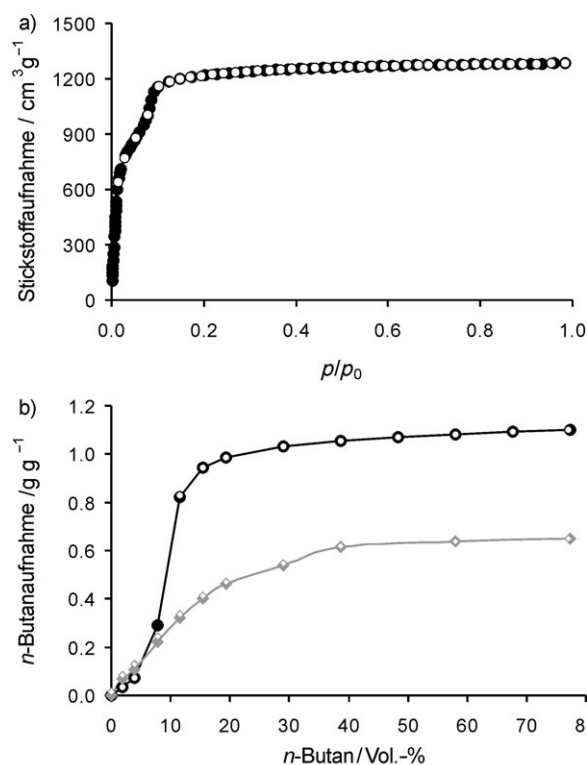 a)
Stickstoffaufnahme / cm³g⁻¹
1500
1200
900
600
300
0
0.0 0.2 0.4 0.6 0.8 1.0
p/p₀
b)
n-Butanaufnahme /g g⁻¹
1.2
1.0
0.8
0.6
0.4
0.2
0.0
0 10 20 30 40 50 60 70 8
n-Butan/Vol.-%